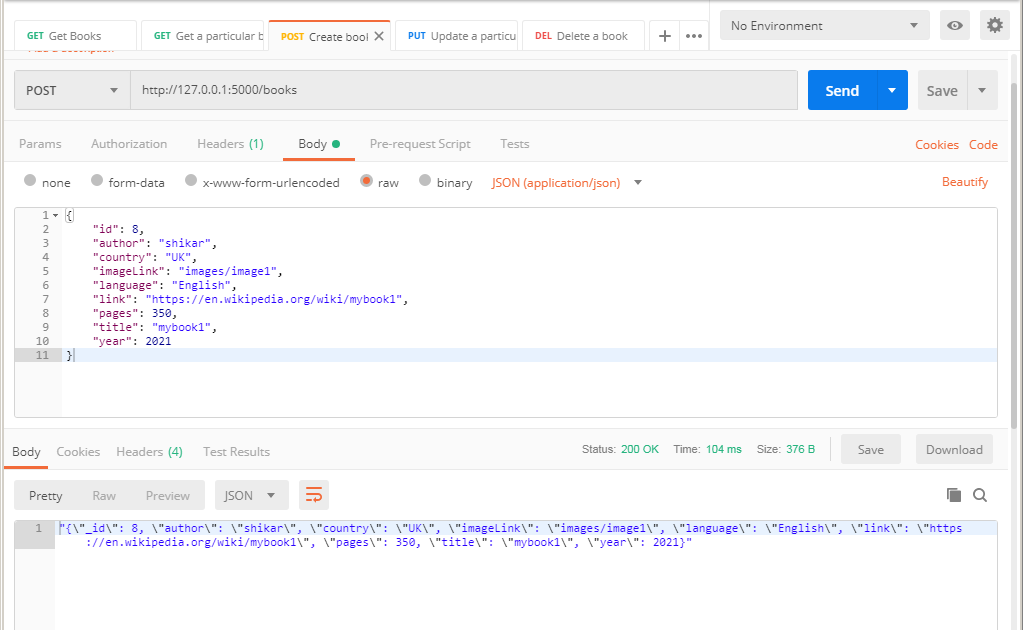 GET Get Books
GET Get a particular b
POST Create book
PUT Update a particu
DEL Delete a book
No Environment
POST
http://127.0.0.1:5000/books
Send
Save
Params
Authorization
Headers (1)
Body
Pre-request Script
Tests
Cookies
Code
none
form-data
x-www-form-urlencoded
raw
binary
JSON (application/json)
Beautify
1 {
2 "id": 8,
3 "author": "shikar",
4 "country": "UK",
5 "imageLink": "images/image1",
6 "language": "English",
7 "link": "https://en.wikipedia.org/wiki/mybook1",
8 "pages": 350,
9 "title": "mybook1",
10 "year": 2021
11 }
Body
Cookies
Headers (4)
Test Results
Status: 200 OK
Time: 104 ms
Size: 376 B
Save
Download
Pretty
Raw
Preview
JSON
1 "{\"_id\": 8, \"author\": \"shikar\", \"country\": \"UK\", \"imageLink\": \"images/image1\", \"language\": \"English\", \"link\": \"https
://en.wikipedia.org/wiki/mybook1\", \"pages\": 350, \"title\": \"mybook1\", \"year\": 2021}"